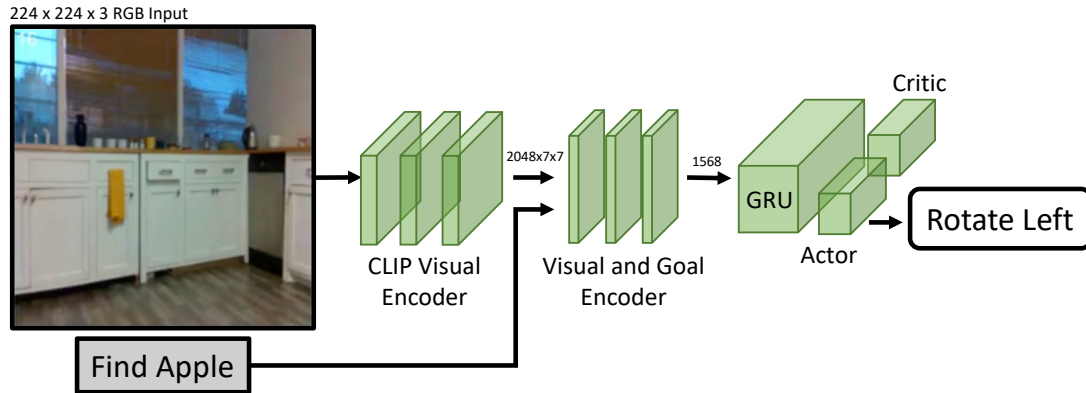 224 x 224 x 3 RGB Input
Critic
2048x7x7
1568
GRU
Rotate Left
Actor
CLIP Visual
Encoder
Visual and Goal
Encoder
Find Apple